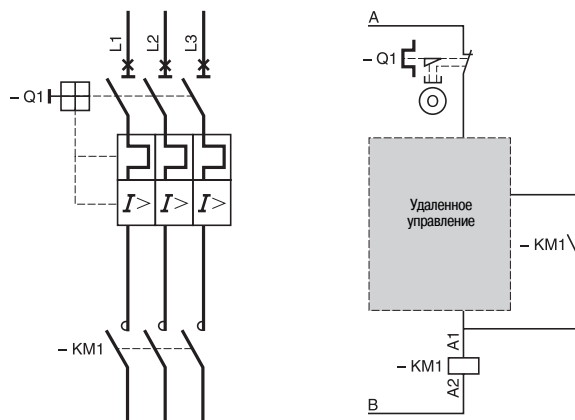 L1 L2 L3
– Q1
I> I> I>
– KM1
A
– Q1
Удаленное
управление
– KM1
A1
– KM1
A2
B